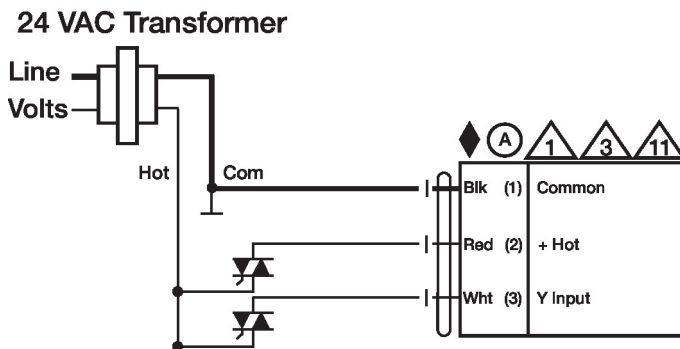 24 VAC Transformer
Line
Volts
Hot
Com
A
1
3
11
Blk (1) Common
Red (2) + Hot
Wht (3) Y Input